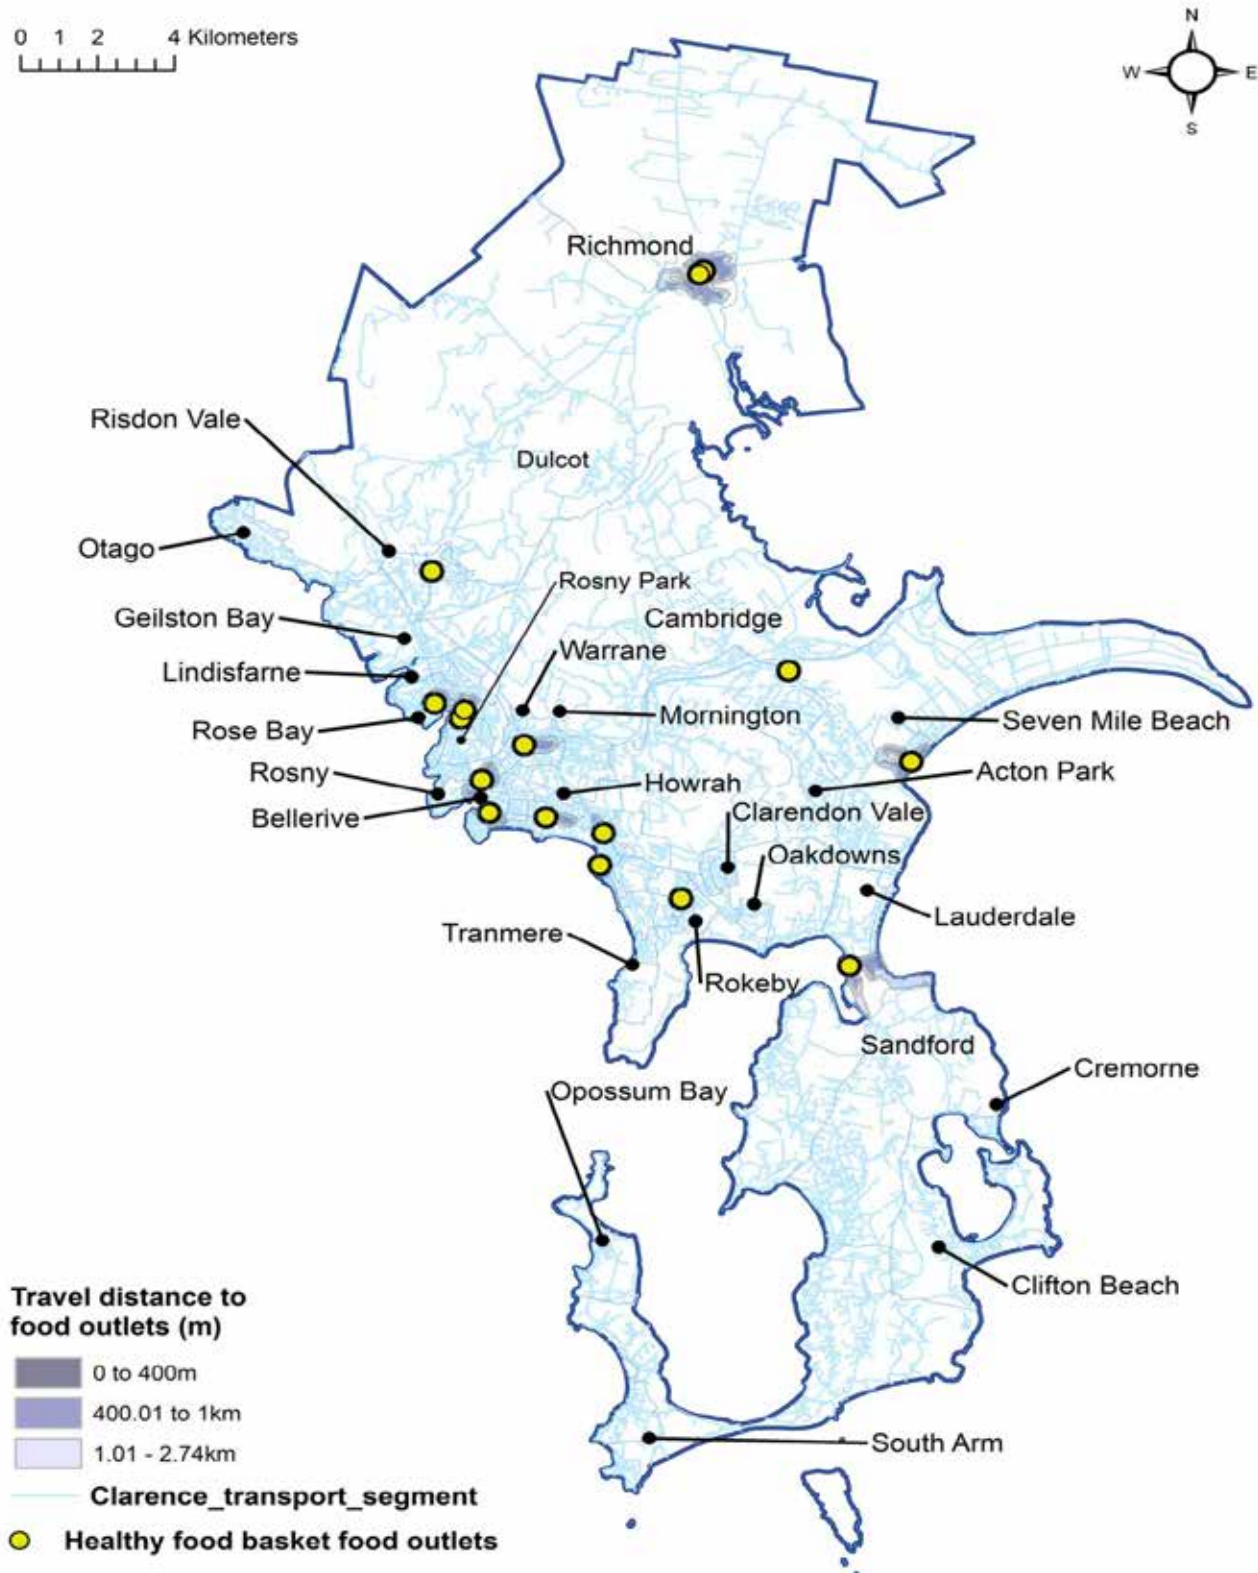 N
0 1 2 4 Kilometers
W E
S
Richmond
Risdon Vale
Dulcot
Otago
Rosny Park
Geilston Bay
Cambridge
Warrane
Lindisfarne
Mornington
Seven Mile Beach
Rose Bay
Rosny
Howrah
Acton Park
Bellerive
Clarendon Vale
Oakdowns
Lauderdale
Tranmere
Rokeby
Sandford
Cremorne
Opossum Bay
Clifton Beach
Travel distance to
food outlets (m)
0 to 400m
400.01 to 1km
1.01 - 2.74km
South Arm
Clarence_transport_segment
Healthy food basket food outlets